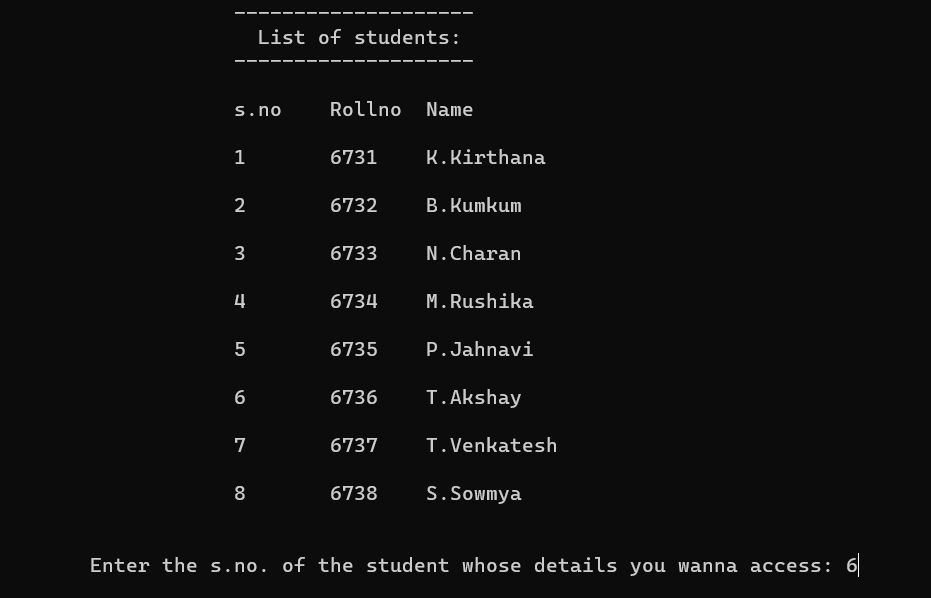 --------------------
List of students:
--------------------
s.no    Rollno  Name
1       6731    K.Kirthana
2       6732    B.Kumkum
3       6733    N.Charan
4       6734    M.Rushika
5       6735    P.Jahnavi
6       6736    T.Akshay
7       6737    T.Venkatesh
8       6738    S.Sowmya
Enter the s.no. of the student whose details you wanna access: 6